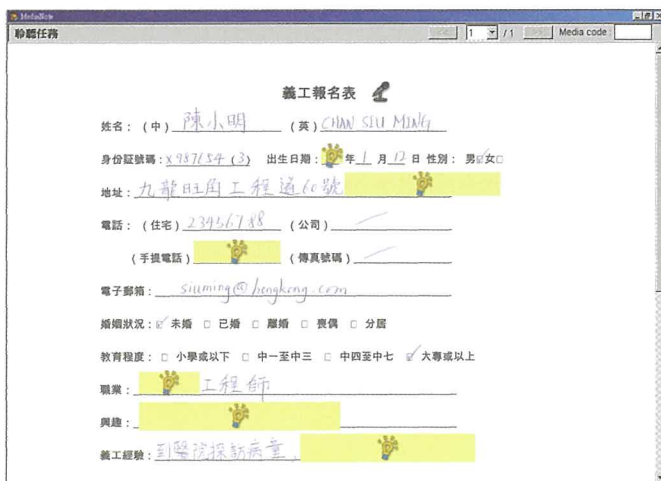 MediaNote
聆聽任務 << 1 / 1 >> Media code :
義工報名表
姓名：（中）陳小明 （英）CHAN SIU MING
身份証號碼：X987654 (3) 出生日期： 年 1 月 12 日 性別： 男☑女□
地址：九龍旺角工程道60號
電話：（住宅）23456788 （公司）
（手提電話） （傳真號碼）
電子郵箱：siuming@hongkong.com
婚姻狀況：☑ 未婚 □ 已婚 □ 離婚 □ 喪偶 □ 分居
教育程度：□ 小學或以下 □ 中一至中三 □ 中四至中七 ☑ 大專或以上
職業： 工程師
興趣：
義工經驗：到醫院探訪病童，